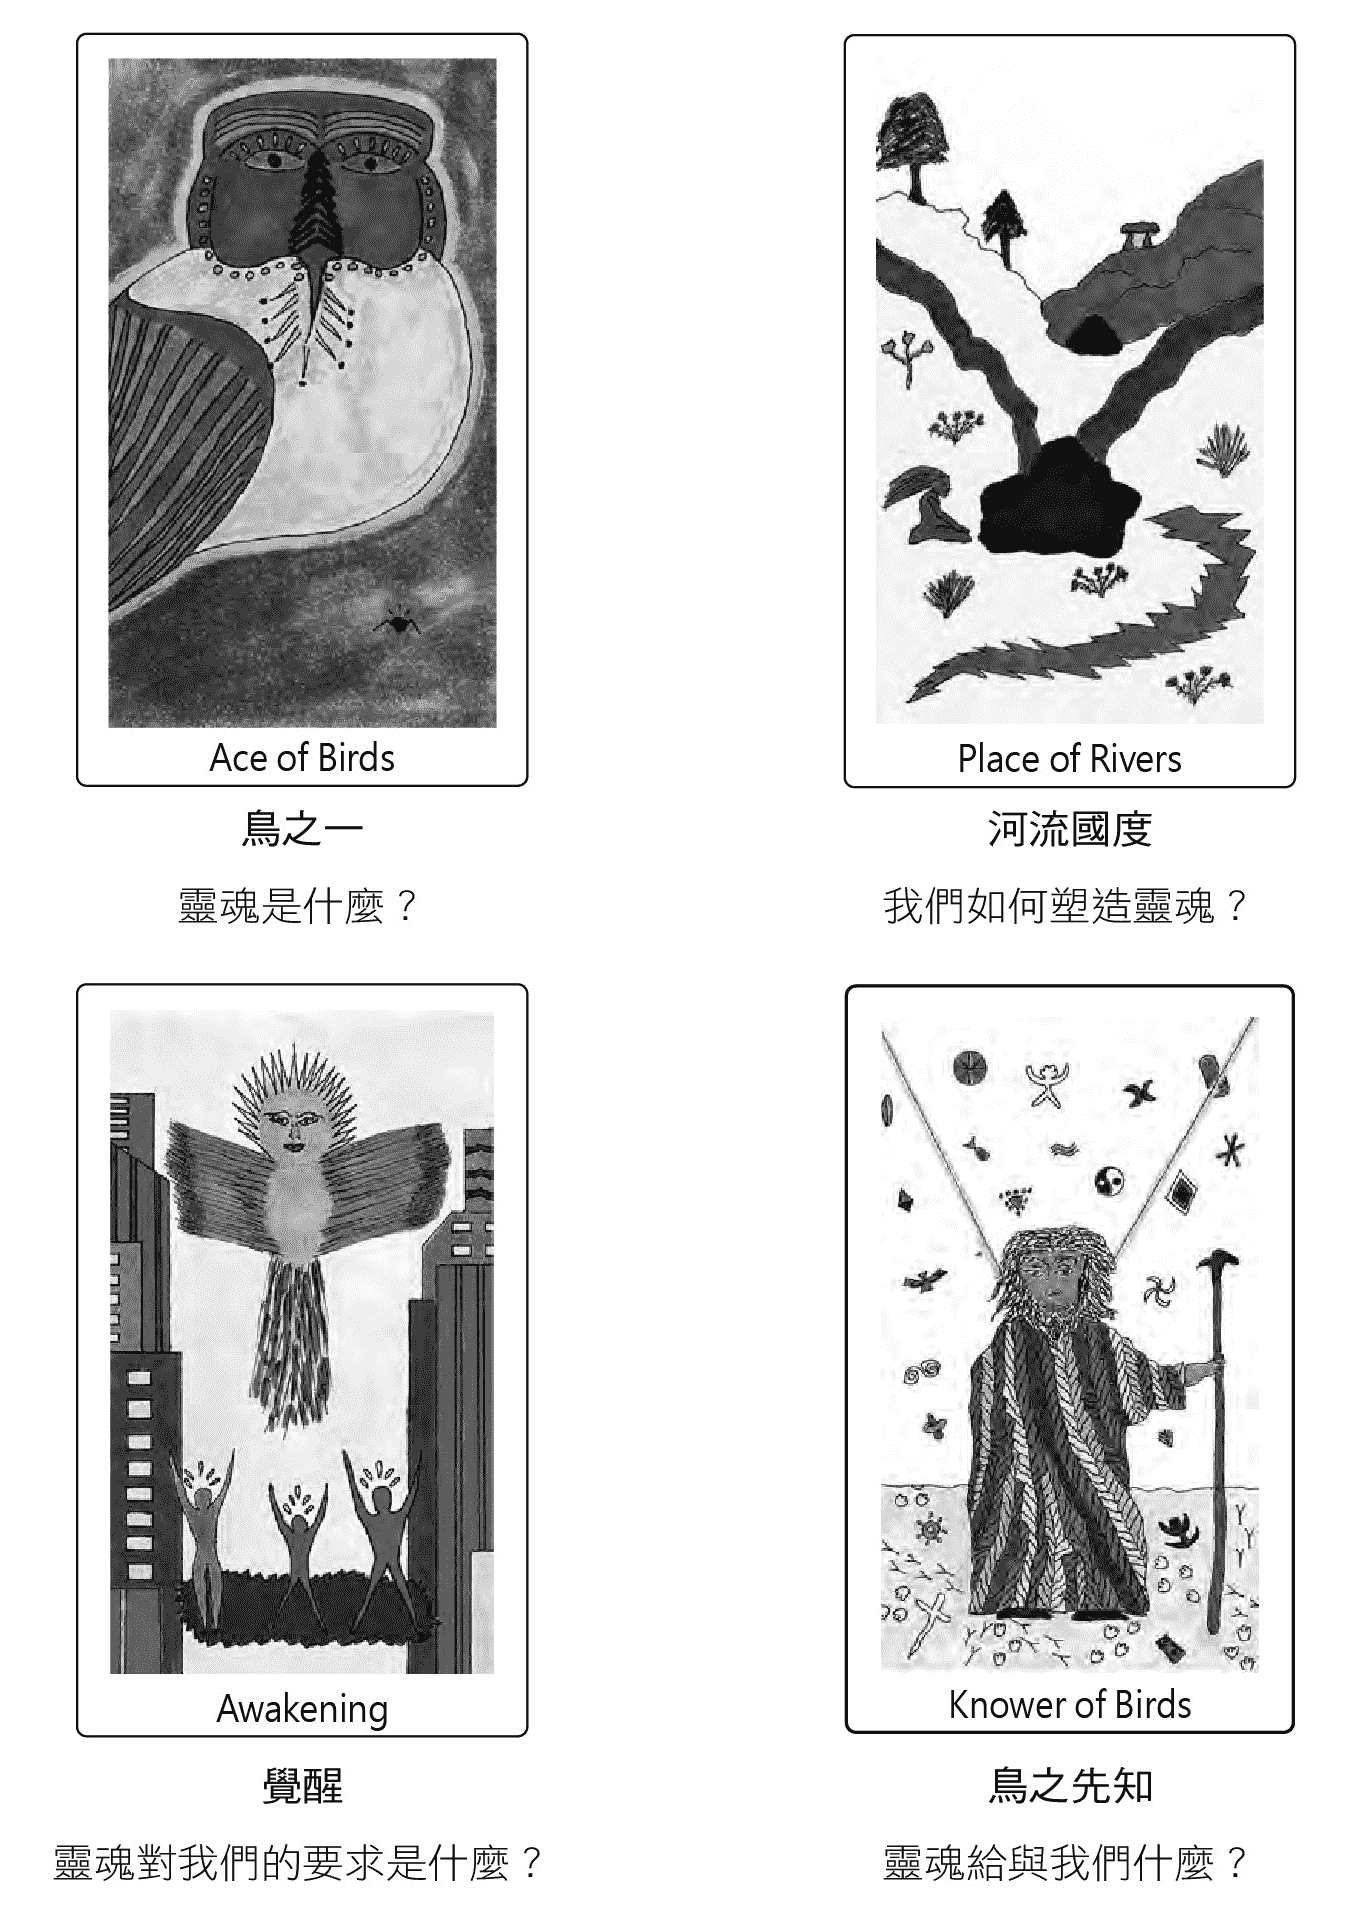 Ace of Birds
鳥之一
靈魂是什麼？
Place of Rivers
河流國度
我們如何塑造靈魂？
Awakening
覺醒
靈魂對我們的要求是什麼？
Knower of Birds
鳥之先知
靈魂給與我們什麼？